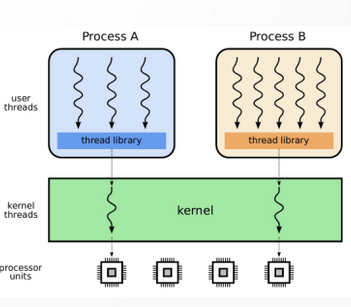 Process A
Process B
user
threads
thread library
thread library
kernel
threads
kernel
processor
units